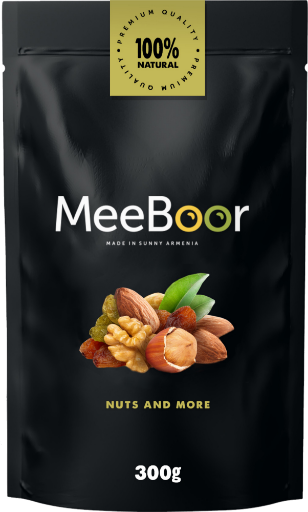 • PREMIUM QUALITY •
100%
NATURAL
PREMIUM QUALITY
MeeBoor
MADE IN SUNNY ARMENIA
NUTS AND MORE
300g